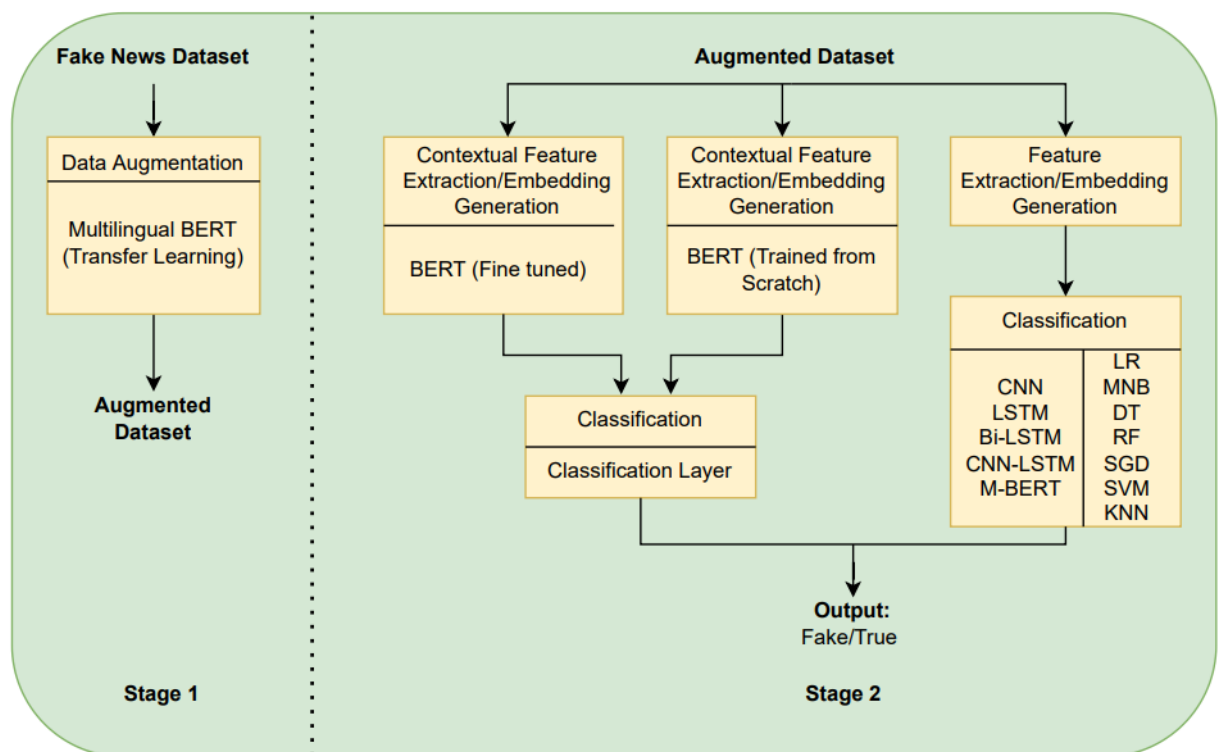 Fake News Dataset
Data Augmentation
Multilingual BERT
(Transfer Learning)
Augmented
Dataset
Stage 1
Augmented Dataset
Contextual Feature
Extraction/Embedding
Generation
BERT (Fine tuned)
Contextual Feature
Extraction/Embedding
Generation
BERT (Trained from
Scratch)
Classification
Classification Layer
Feature
Extraction/Embedding
Generation
Classification
CNN
LSTM
Bi-LSTM
CNN-LSTM
M-BERT
LR
MNB
DT
RF
SGD
SVM
KNN
Output:
Fake/True
Stage 2